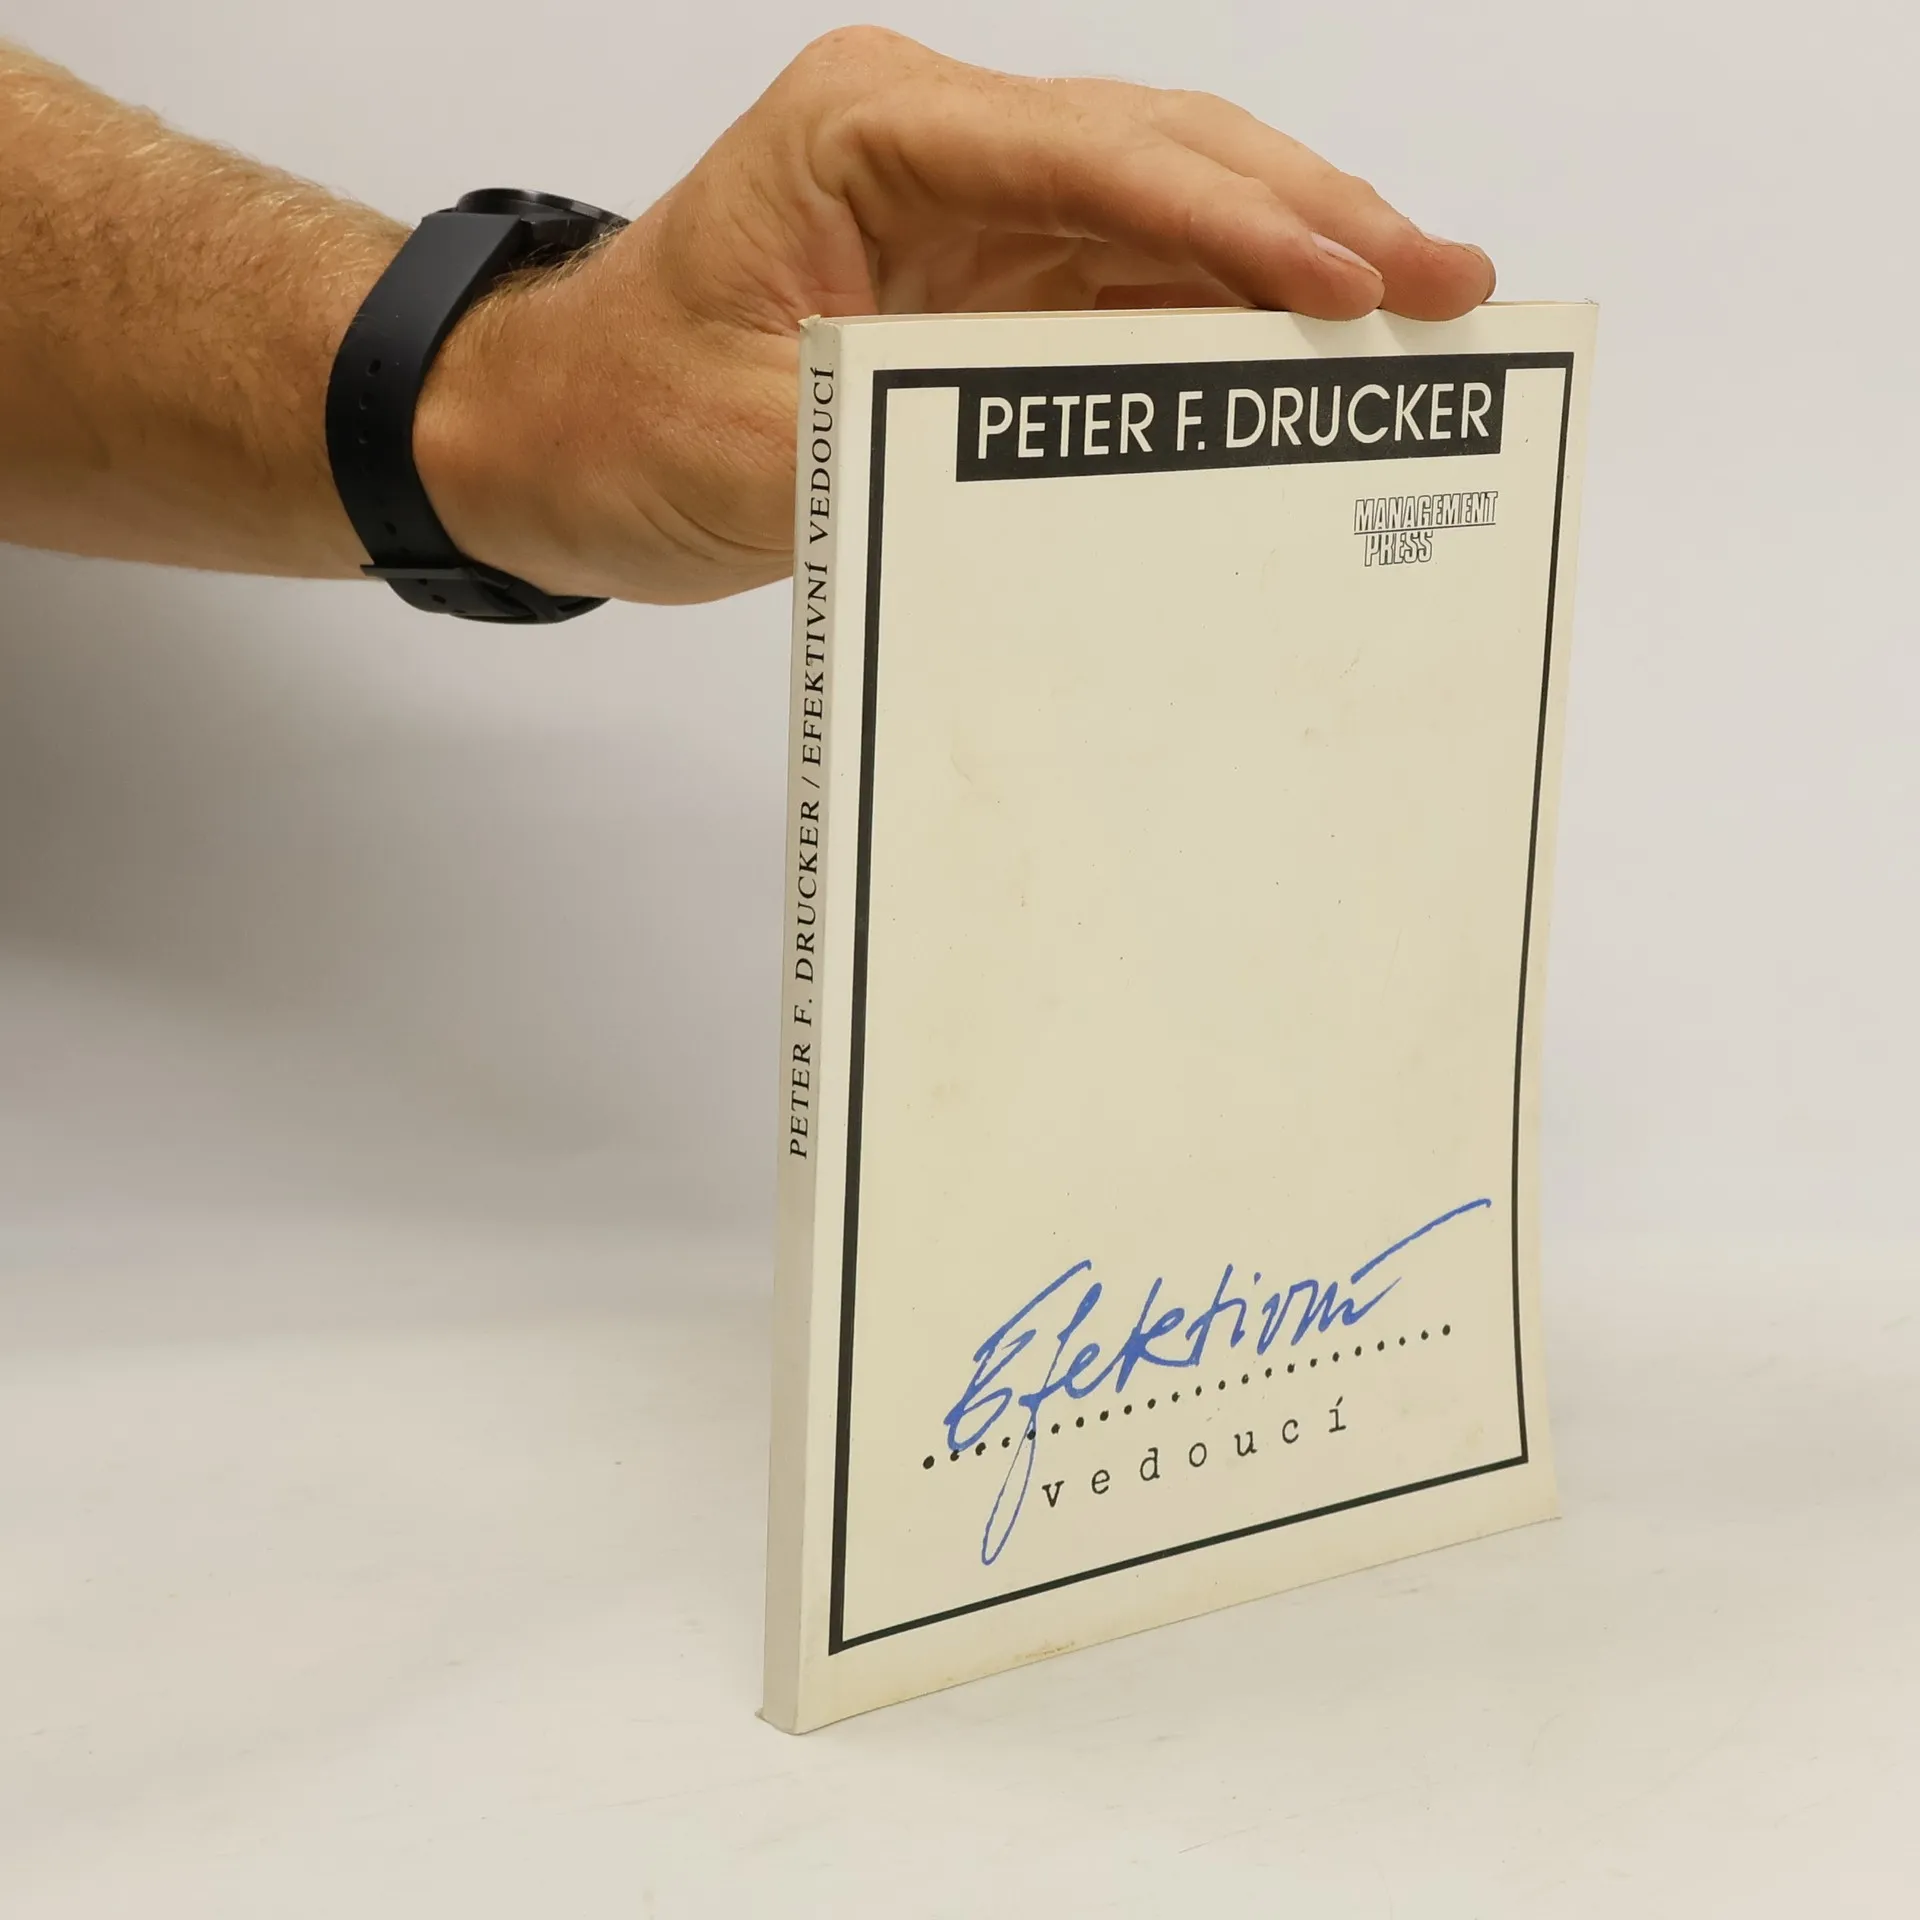 PETER F. DRUCKER / EFEKTIVNÍ VEDOUCÍ
PETER F. DRUCKER
MANAGEMENT
PRESS
Efektivní
vedoucí